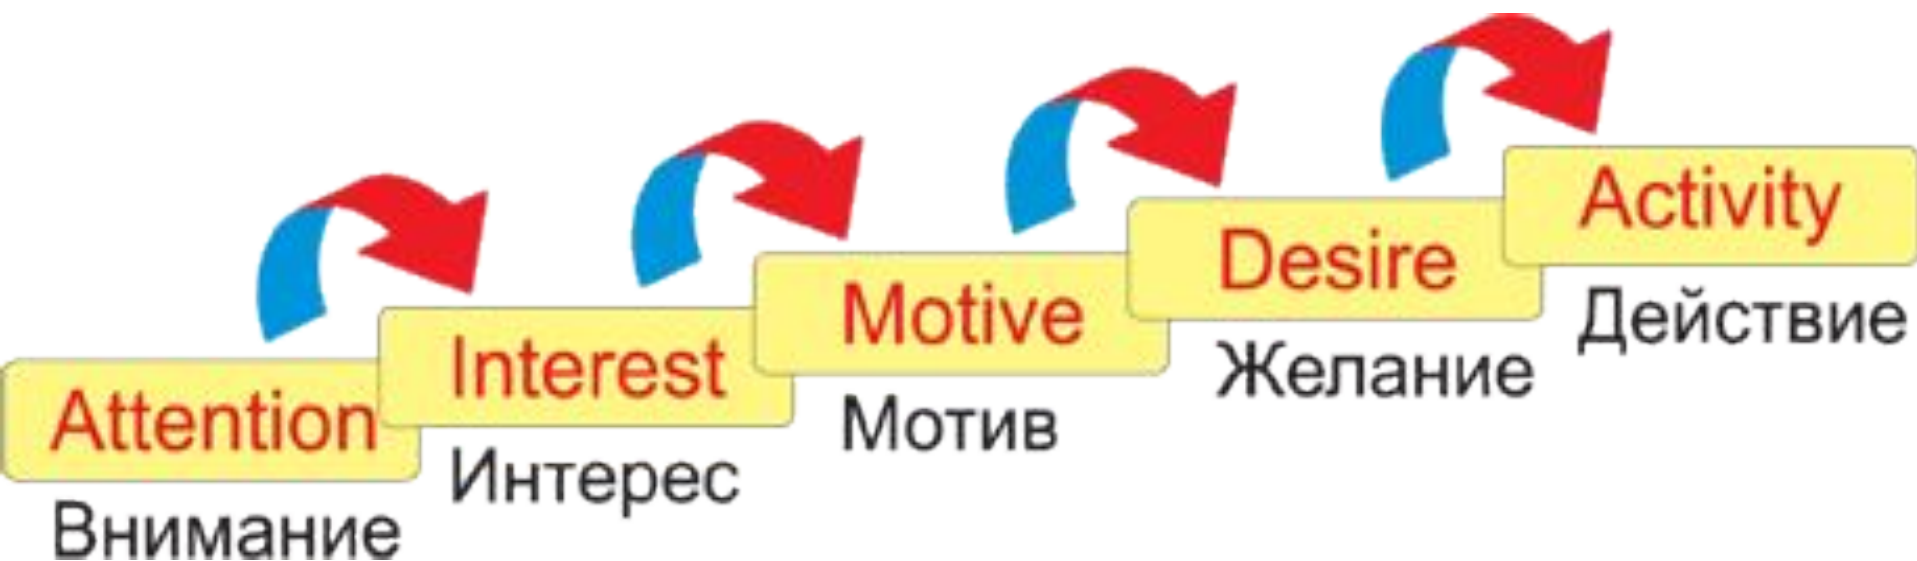 Attention
Внимание
Interest
Интерес
Motive
Мотив
Desire
Желание
Activity
Действие